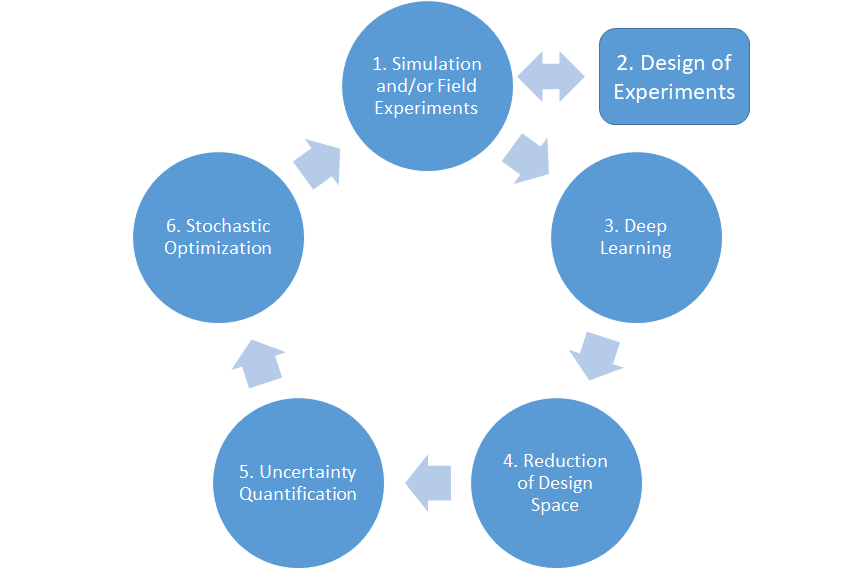 1. Simulation
and/or Field
Experiments
2. Design of
Experiments
3. Deep
Learning
4. Reduction
of Design
Space
5. Uncertainty
Quantification
6. Stochastic
Optimization